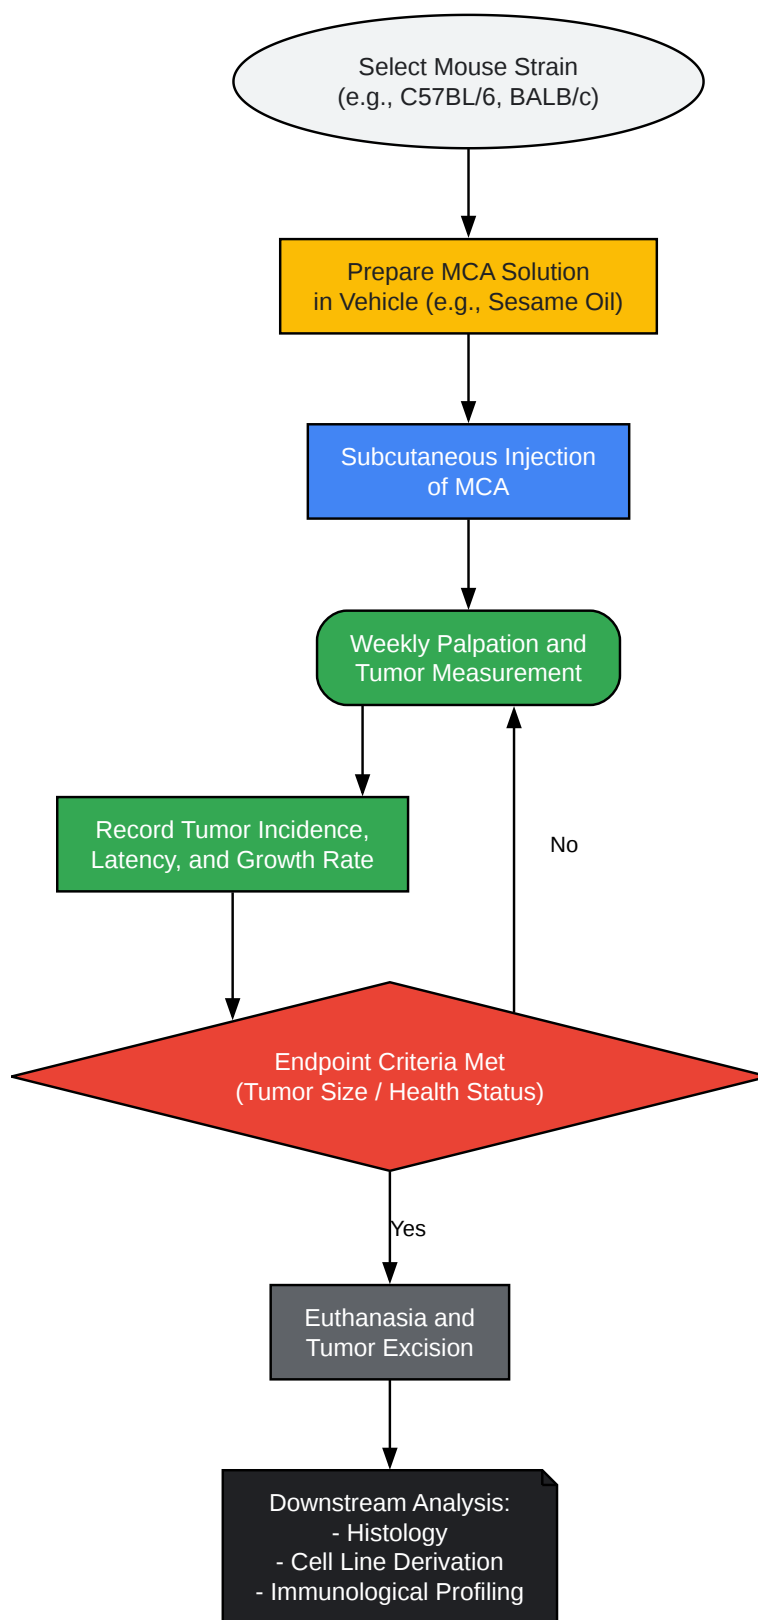 Select Mouse Strain
(e.g., C57BL/6, BALB/c)
Prepare MCA Solution
in Vehicle (e.g., Sesame Oil)
Subcutaneous Injection
of MCA
Weekly Palpation and
Tumor Measurement
Record Tumor Incidence,
Latency, and Growth Rate
No
Endpoint Criteria Met
(Tumor Size / Health Status)
Yes
Euthanasia and
Tumor Excision
Downstream Analysis:
- Histology
- Cell Line Derivation
- Immunological Profiling